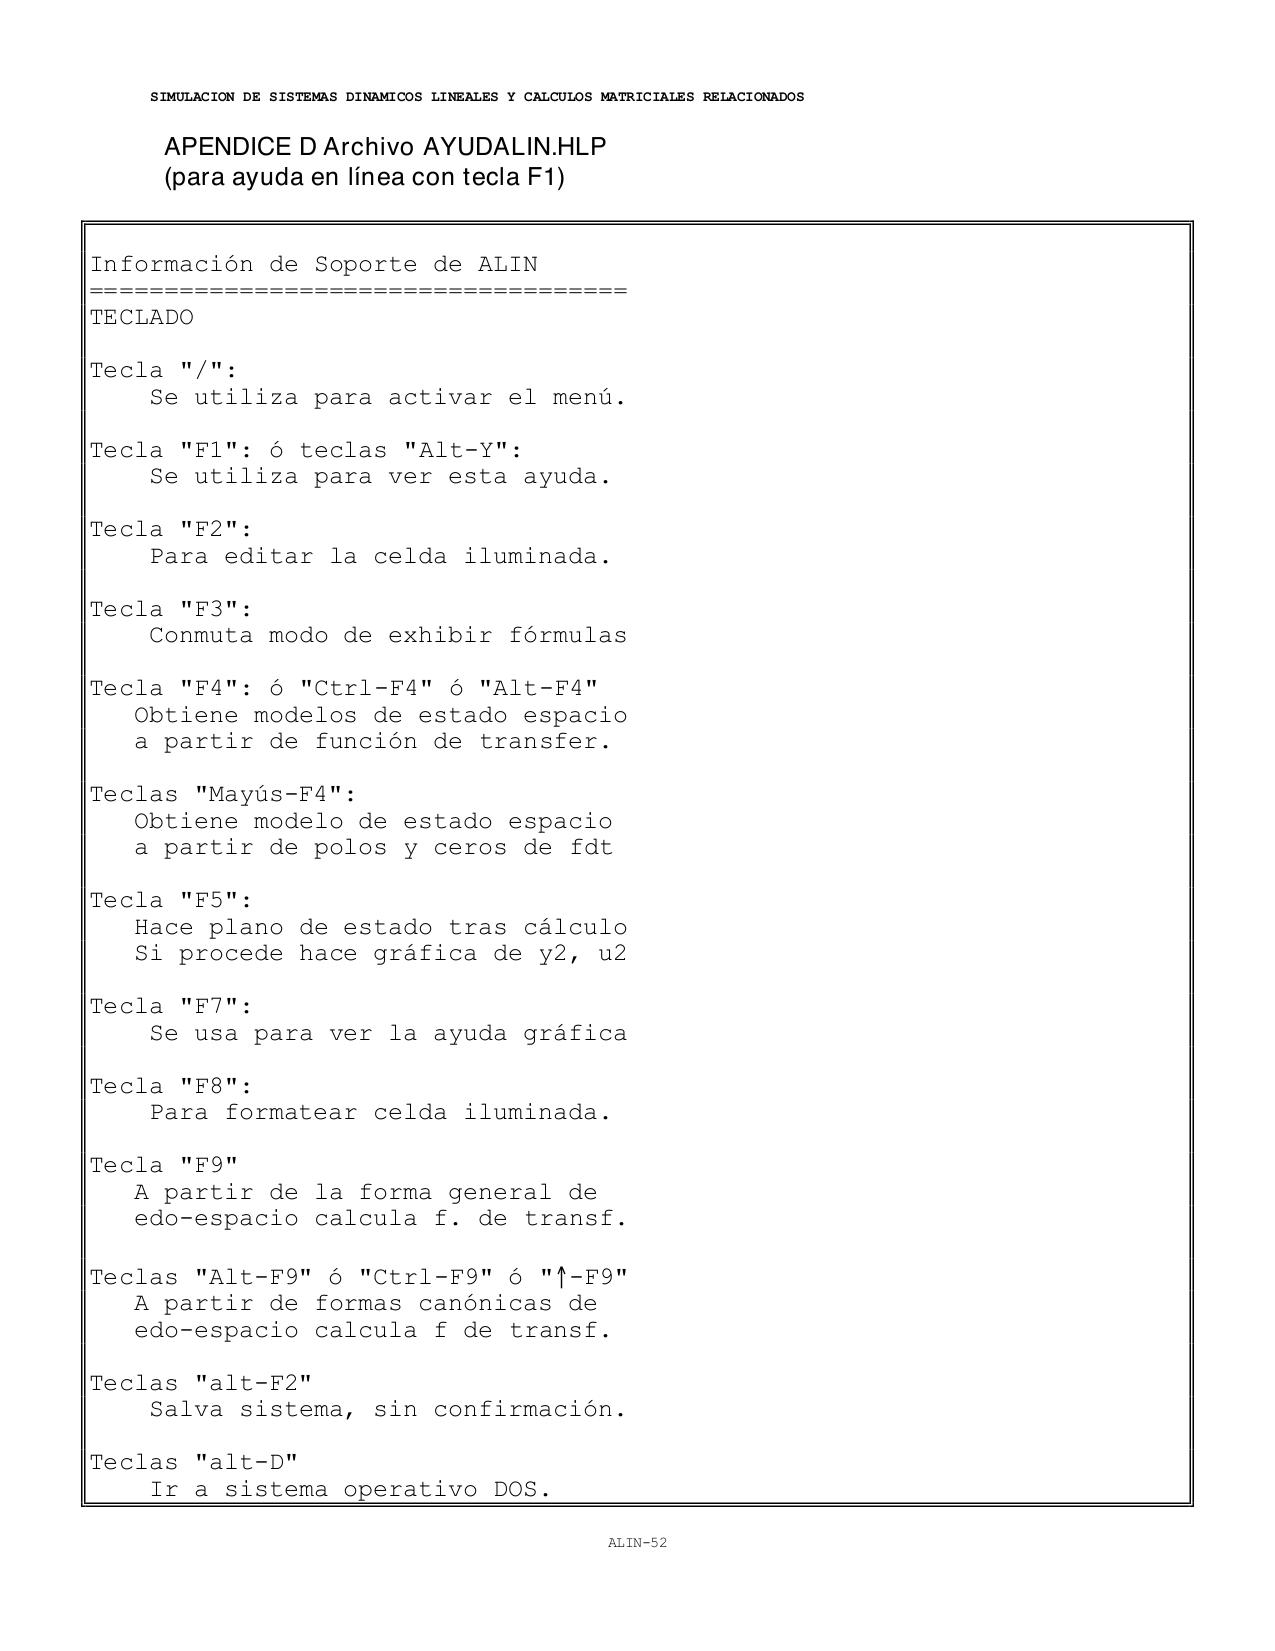 SIMULACION DE SISTEMAS DINAMICOS LINEALES Y CALCULOS MATRICIALES RELACIONADOS
APENDICE D Archivo AYUDALIN.HLP
(para ayuda en línea con tecla F1)
Información de Soporte de ALIN
====================================
TECLADO
Tecla "/":
Se utiliza para activar el menú.
Tecla "F1": ó teclas "Alt-Y":
Se utiliza para ver esta ayuda.
Tecla "F2":
Para editar la celda iluminada.
Tecla "F3":
Conmuta modo de exhibir fórmulas
Tecla "F4": ó "Ctrl-F4" ó "Alt-F4"
Obtiene modelos de estado espacio
a partir de función de transfer.
Teclas "Mayús-F4":
Obtiene modelo de estado espacio
a partir de polos y ceros de fdt
Tecla "F5":
Hace plano de estado tras cálculo
Si procede hace gráfica de y2, u2
Tecla "F7":
Se usa para ver la ayuda gráfica
Tecla "F8":
Para formatear celda iluminada.
Tecla "F9"
A partir de la forma general de
edo-espacio calcula f. de transf.
Teclas "Alt-F9" ó "Ctrl-F9" ó "↑-F9"
A partir de formas canónicas de
edo-espacio calcula f de transf.
Teclas "alt-F2"
Salva sistema, sin confirmación.
Teclas "alt-D"
Ir a sistema operativo DOS.
ALIN-52